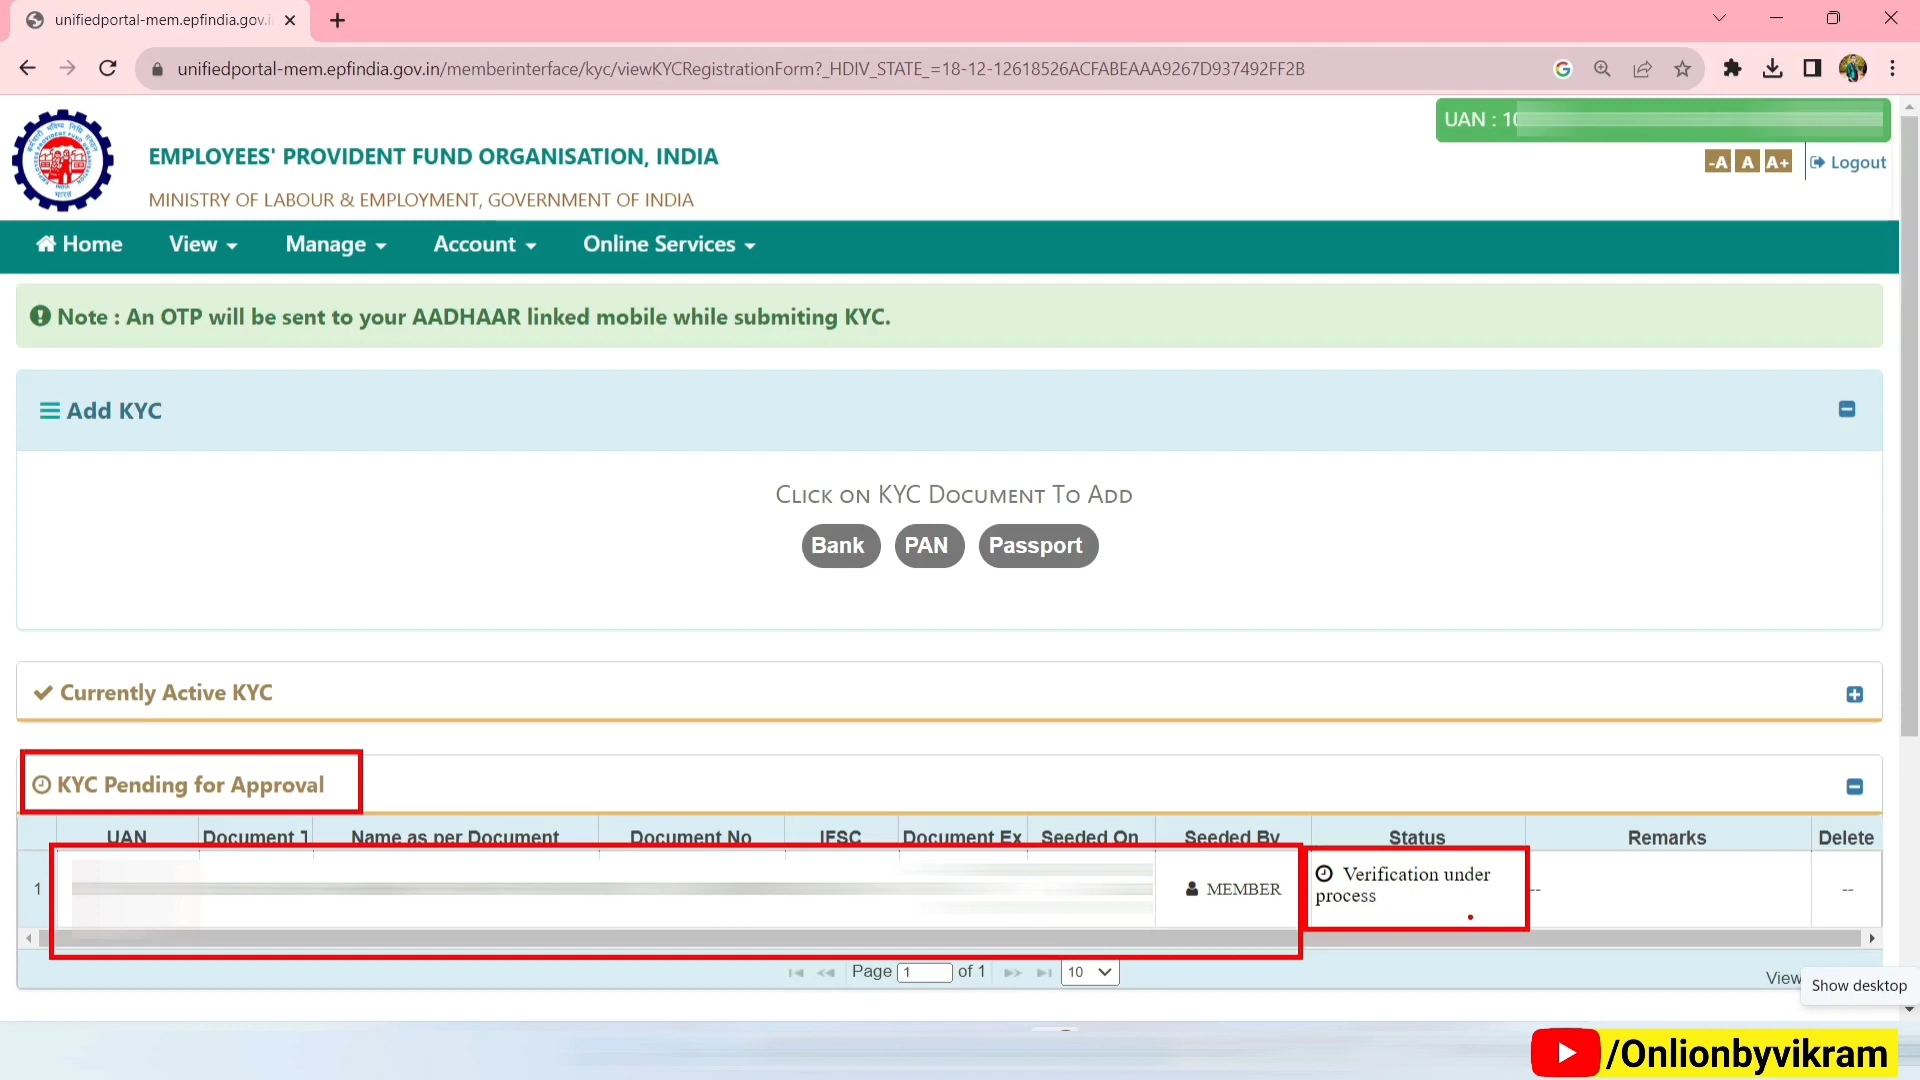 unifiedportal-mem.epfindia.gov.i
unifiedportal-mem.epfindia.gov.in/memberinterface/kyc/viewKYCRegistrationForm?_HDIV_STATE_=18-12-12618526ACFABEAAA9267D937492FF2B
UAN : 10
EMPLOYEES' PROVIDENT FUND ORGANISATION, INDIA
-A A A+ Logout
MINISTRY OF LABOUR & EMPLOYMENT, GOVERNMENT OF INDIA
Home View Manage Account Online Services
Note : An OTP will be sent to your AADHAAR linked mobile while submiting KYC.
Add KYC
CLICK ON KYC DOCUMENT TO ADD
Bank PAN Passport
Currently Active KYC
KYC Pending for Approval
UAN Document T Name as per Document Document No IFSC Document Ex Seeded On Seeded By Status Remarks Delete
1 MEMBER Verification under process -- --
Page 1 of 1 10
View
Show desktop
/Onlionbyvikram